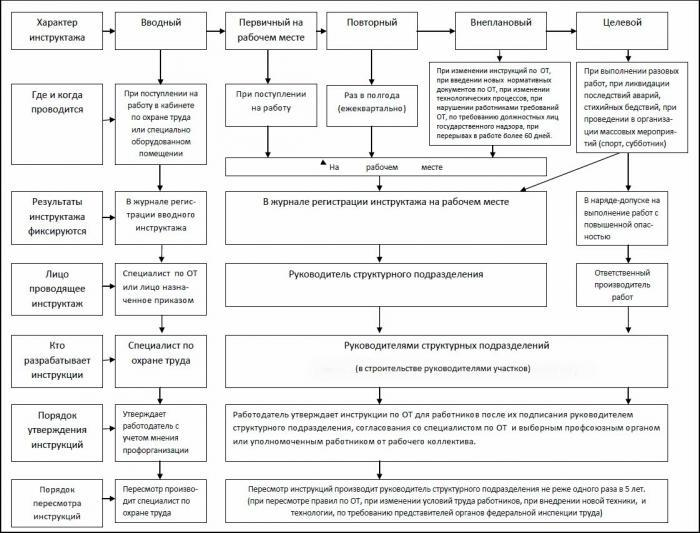 Характер
инструктажа
Вводный
Первичный на
рабочем месте
Повторный
Внеплановый
Целевой
Где и когда
проводится
При поступлении на
работу в кабинете
по охране труда
или специально
оборудованном
помещении
При поступлении
на работу
Раз в полгода
(ежеквартально)
При изменении инструкций по ОТ,
при введении новых нормативных
документов по ОТ, при изменении
технологических процессов, при
нарушении работниками требований
ОТ, по требованию должностных лиц
государственного надзора, при
перерывах в работе более 60 дней.
При выполнении разовых
работ, при ликвидации
последствий аварий,
стихийных бедствий, при
проведении в организа
ции массовых мероприя-
тий (спорт, субботник)
На рабочем месте
Результаты
инструктажа
фиксируются
В журнале регис-
трации вводного
инструктажа
В журнале регистрации инструктажа на рабочем месте
В наряде-допуске на
выполнение работ с
повышенной опас-
ностью
Лицо
проводящее
инструктаж
Специалист по ОТ
или лицо назна-
ченное приказом
Руководитель структурного подразделения
Ответственный
производитель
работ
Кто
разрабатывает
инструкции
Специалист по
охране труда
Руководителями структурных подразделений
(в строительстве руководителями участков)
Порядок
утверждения
инструкций
Утверждает
работодатель с
учетом мнения
профорганизации
Работодатель утверждает инструкции по ОТ для работников после их подписания руководителем
структурного подразделения, согласования со специалистом по ОТ и выборным профсоюзным органом
или уполномоченным работником от рабочего коллектива.
Порядок
пересмотра
инструкций
Пересмотр произво-
дит специалист по
охране труда
Пересмотр инструкций производит руководитель структурного подразделения не реже одного раза в 5 лет.
(при пересмотре правил по ОТ, при изменении условий труда работников, при внедрении новой техники, и
технологии, по требованию представителей органов федеральной инспекции труда)